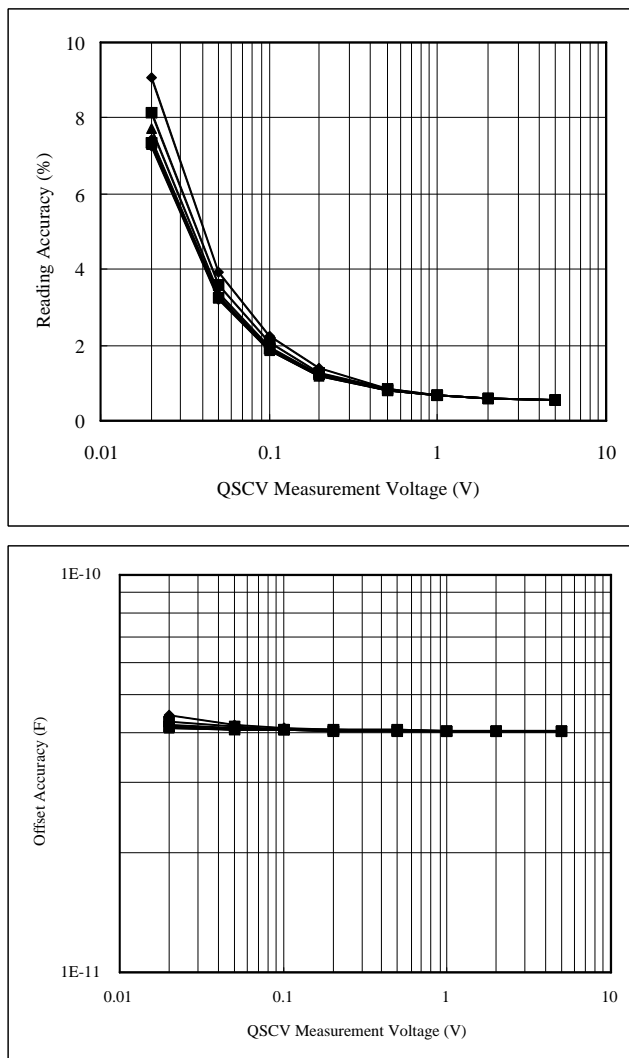 10
8
6
4
2
0
Reading Accuracy (%)
0.01 0.1 1 10
QSCV Measurement Voltage (V)
1E-10
Offset Accuracy (F)
1E-11
0.01 0.1 1 10
QSCV Measurement Voltage (V)